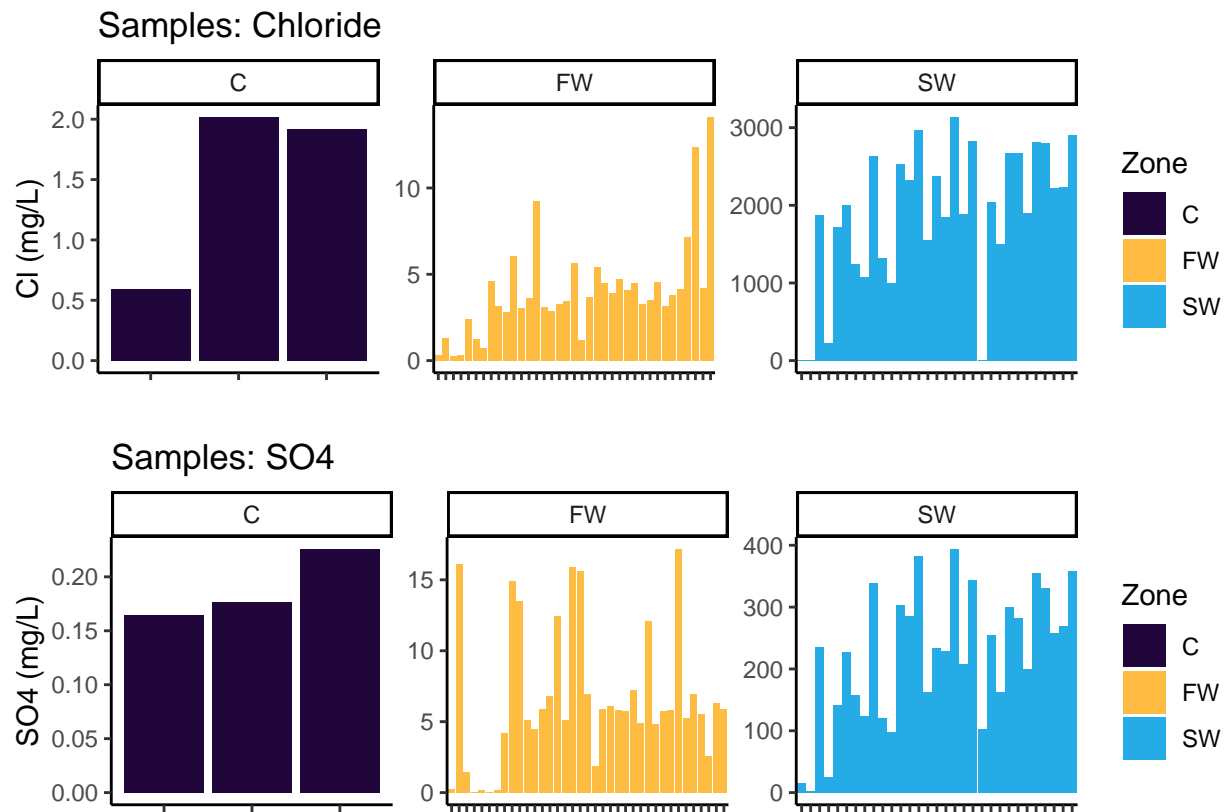 Samples: Chloride
C
FW
SW
Cl (mg/L)
2.0
1.5
1.0
0.5
0.0
10
5
0
3000
2000
1000
0
Zone
C
FW
SW
Samples: SO4
C
FW
SW
SO4 (mg/L)
0.20
0.15
0.10
0.05
0.00
15
10
5
0
400
300
200
100
0
Zone
C
FW
SW